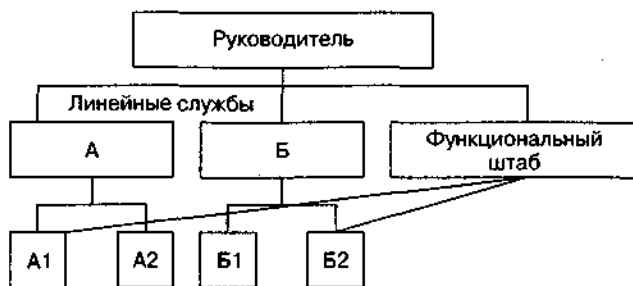 Руководитель
Линейные службы
А
Б
Функциональный
штаб
А1
А2
Б1
Б2